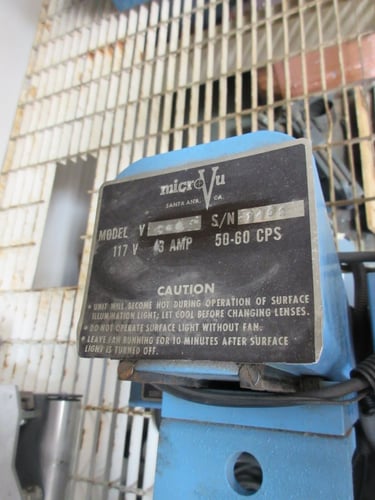 micro Vu
SANTA ANA, CA.
MODEL V S/N
117 V 3 AMP 50-60 CPS
CAUTION
• UNIT WILL BECOME HOT DURING OPERATION OF SURFACE
ILLUMINATION LIGHT; LET COOL BEFORE CHANGING LENSES.
• DO NOT OPERATE SURFACE LIGHT WITHOUT FAN.
• LEAVE FAN RUNNING FOR 10 MINUTES AFTER SURFACE
LIGHT IS TURNED OFF.